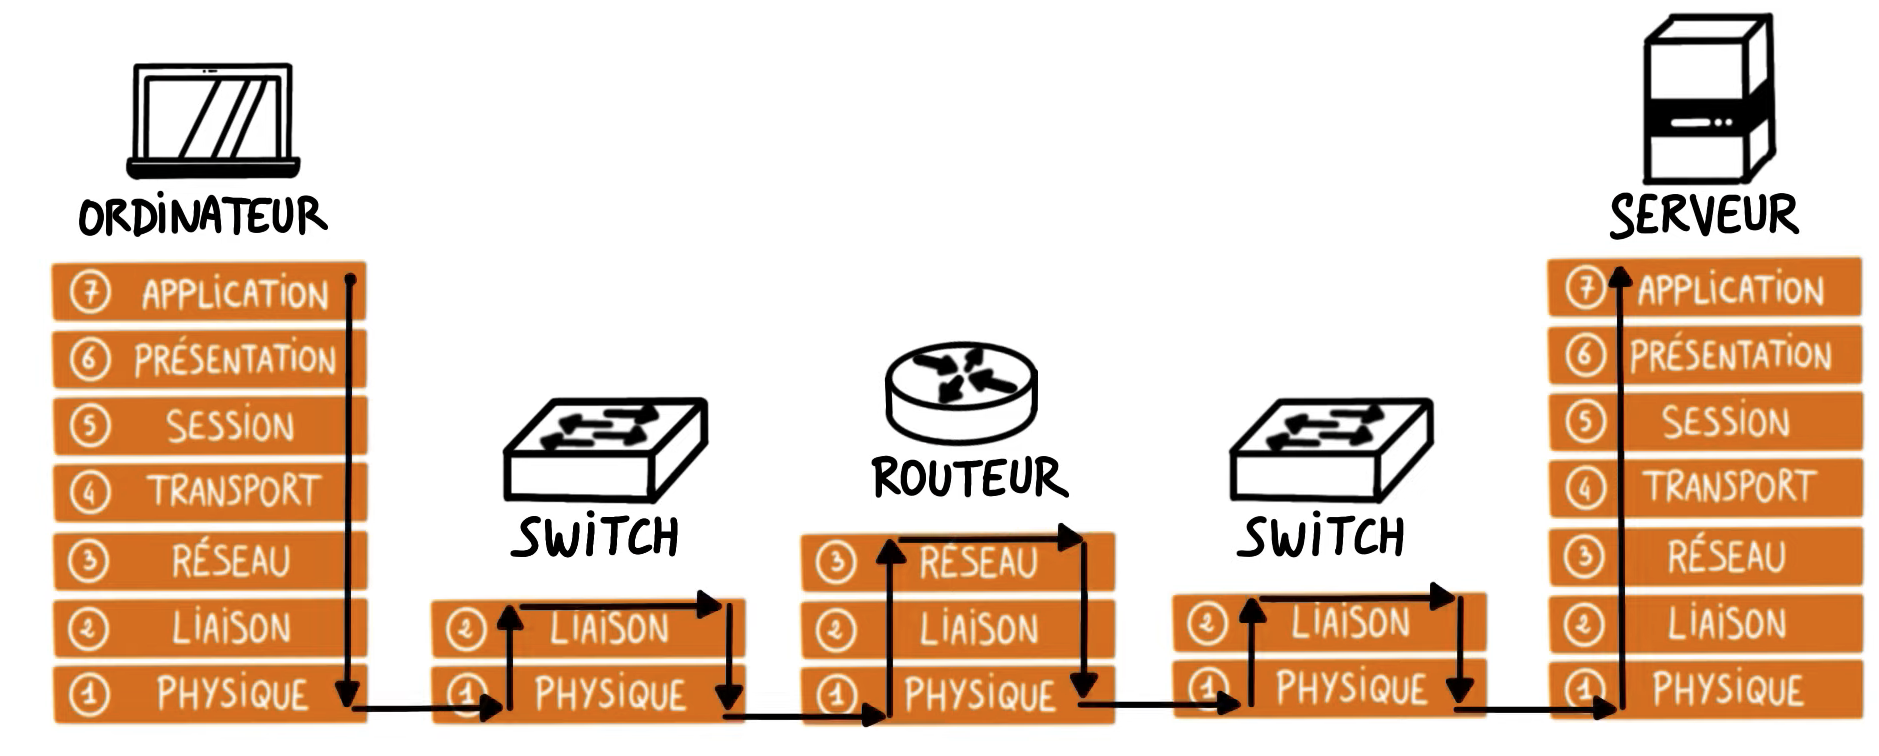 ORDINATEUR
7 APPLICATION
6 PRÉSENTATION
5 SESSION
4 TRANSPORT
3 RÉSEAU
2 LIAISON
1 PHYSIQUE
SWITCH
2 LIAISON
1 PHYSIQUE
ROUTEUR
3 RÉSEAU
2 LIAISON
1 PHYSIQUE
SWITCH
2 LIAISON
1 PHYSIQUE
SERVEUR
7 APPLICATION
6 PRÉSENTATION
5 SESSION
4 TRANSPORT
3 RÉSEAU
2 LIAISON
1 PHYSIQUE